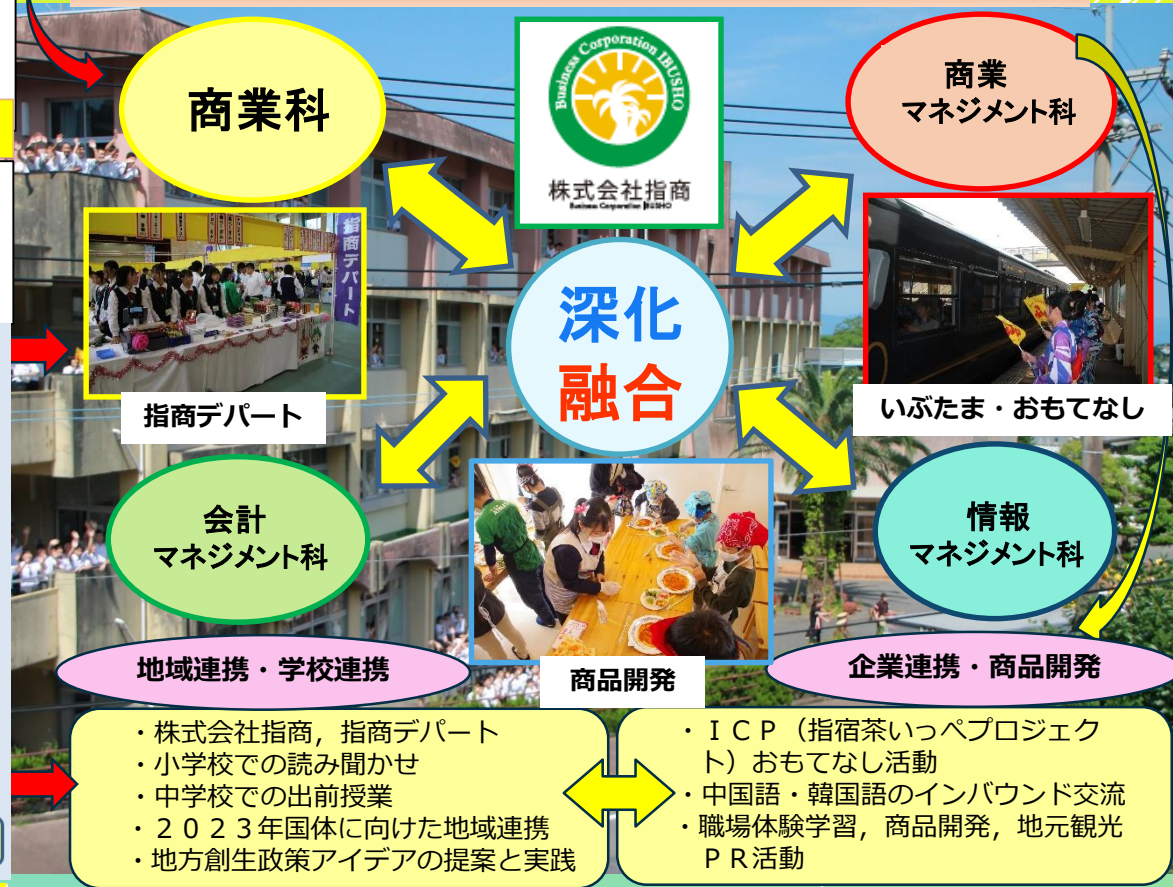 商業科
Business Corporation IBUSHO
株式会社指商
Business Corporation IBUSHO
商業
マネジメント科
指商デパート
深化
融合
指商デパート
いぶたま・おもてなし
会計
マネジメント科
情報
マネジメント科
商品開発
地域連携・学校連携
企業連携・商品開発
・株式会社指商，指商デパート
・小学校での読み聞かせ
・中学校での出前授業
・２０２３年国体に向けた地域連携
・地方創生政策アイデアの提案と実践
・ＩＣＰ（指宿茶いっぺプロジェク
ト）おもてなし活動
・中国語・韓国語のインバウンド交流
・職場体験学習，商品開発，地元観光
ＰＲ活動